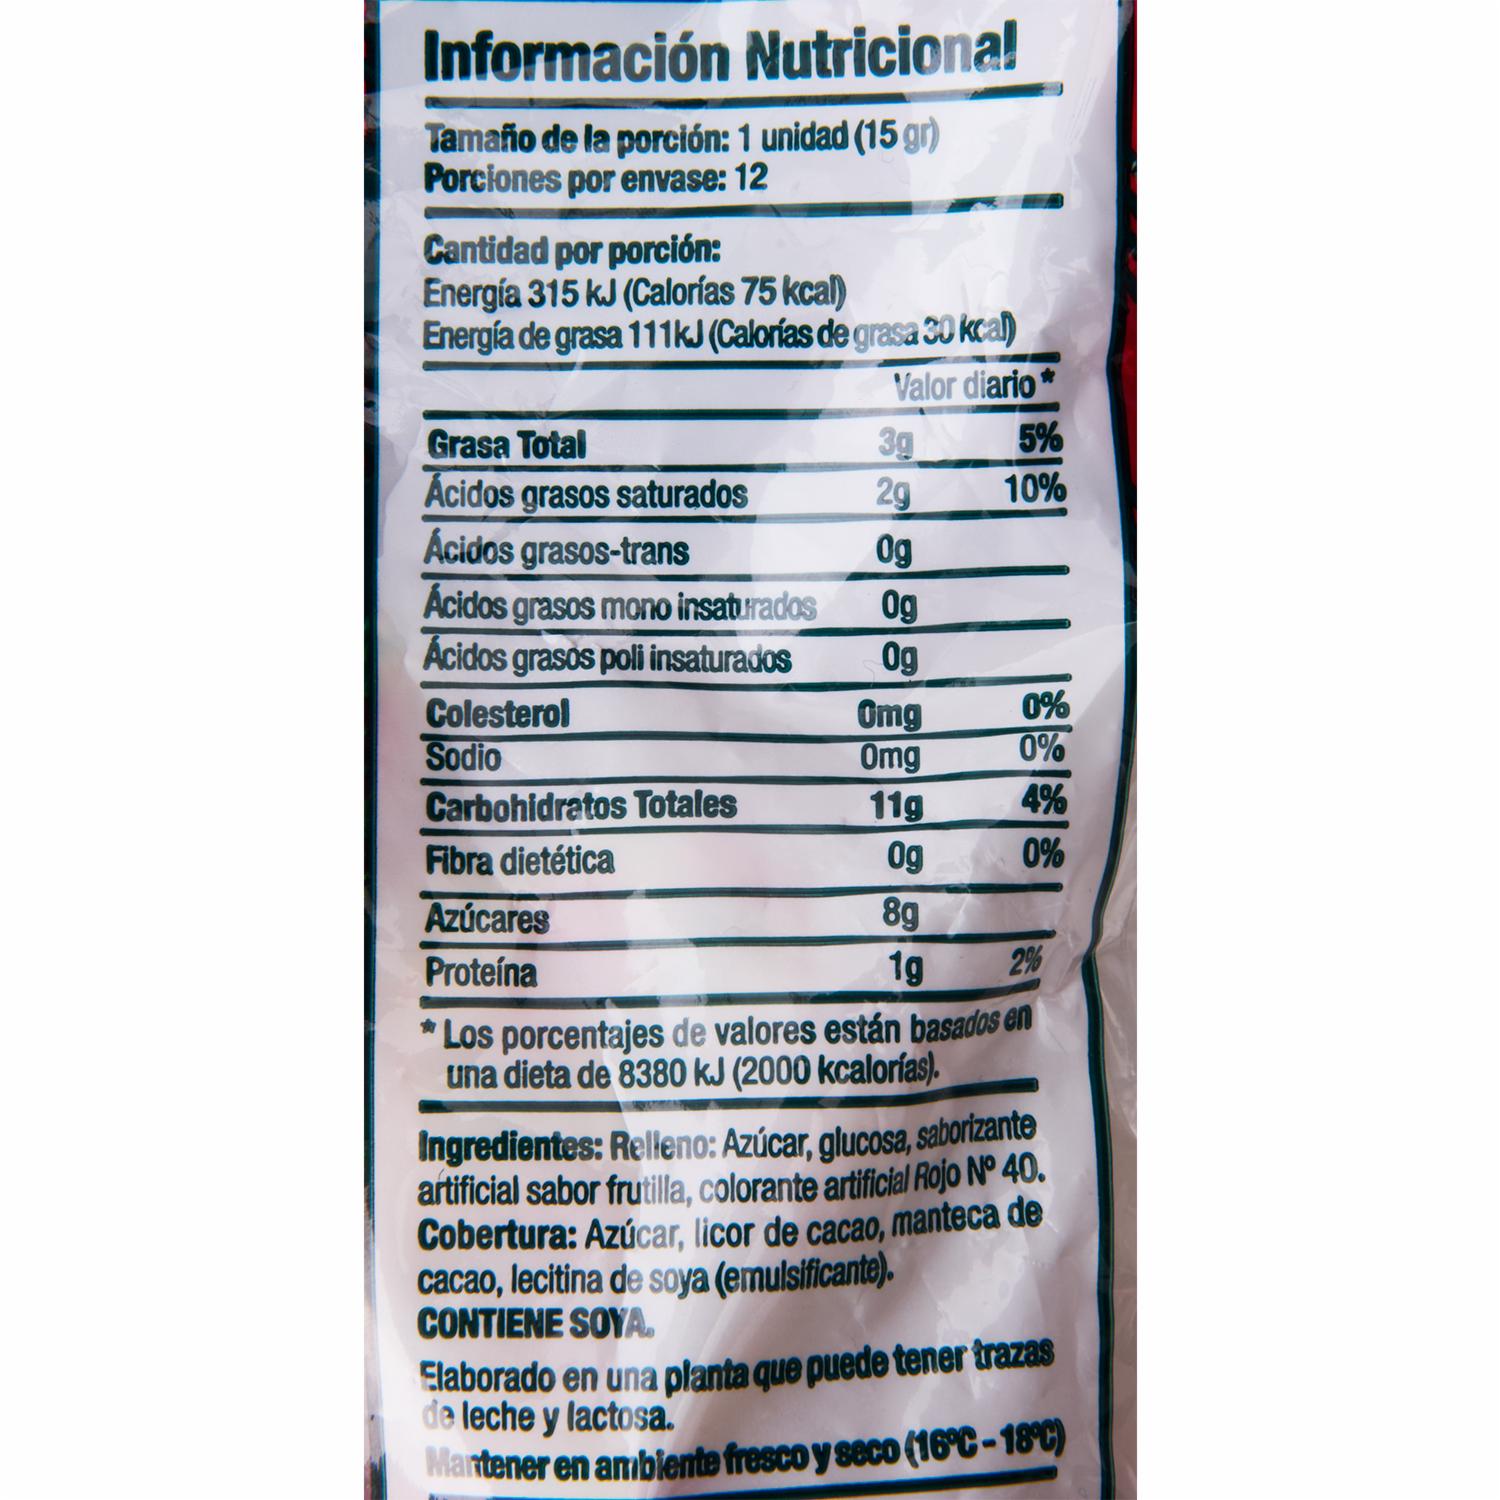 Información Nutricional
Tamaño de la porción: 1 unidad (15 gr)
Porciones por envase: 12
Cantidad por porción:
Energía 315 kJ (Calorías 75 kcal)
Energía de grasa 111kJ (Calorías de grasa 30 kcal)
Valor diario *
Grasa Total 3g 5%
Ácidos grasos saturados 2g 10%
Ácidos grasos-trans 0g
Ácidos grasos mono insaturados 0g
Ácidos grasos poli insaturados 0g
Colesterol 0mg 0%
Sodio 0mg 0%
Carbohidratos Totales 11g 4%
Fibra dietética 0g 0%
Azúcares 8g
Proteína 1g 2%
* Los porcentajes de valores están basados en
una dieta de 8380 kJ (2000 kcalorías).
Ingredientes: Relleno: Azúcar, glucosa, saborizante
artificial sabor frutilla, colorante artificial Rojo Nº 40.
Cobertura: Azúcar, licor de cacao, manteca de
cacao, lecitina de soya (emulsificante).
CONTIENE SOYA.
Elaborado en una planta que puede tener trazas
de leche y lactosa.
Mantener en ambiente fresco y seco (16ºC - 18ºC)